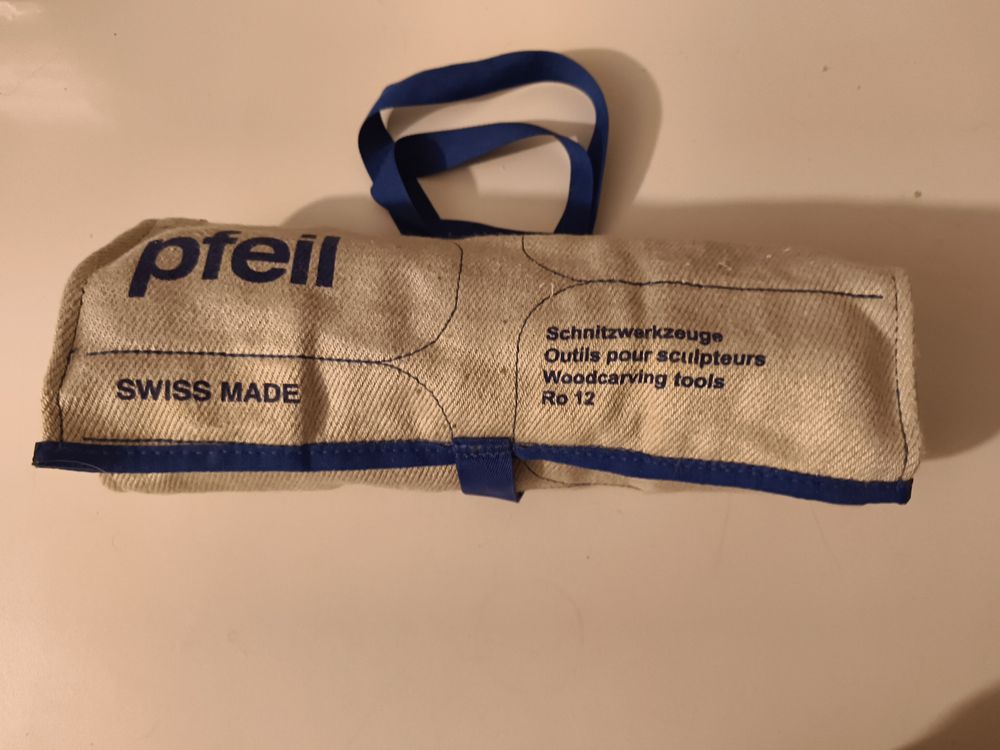 pfeil
SWISS MADE
Schnitzwerkzeuge
Outils pour sculpteurs
Woodcarving tools
Ro 12